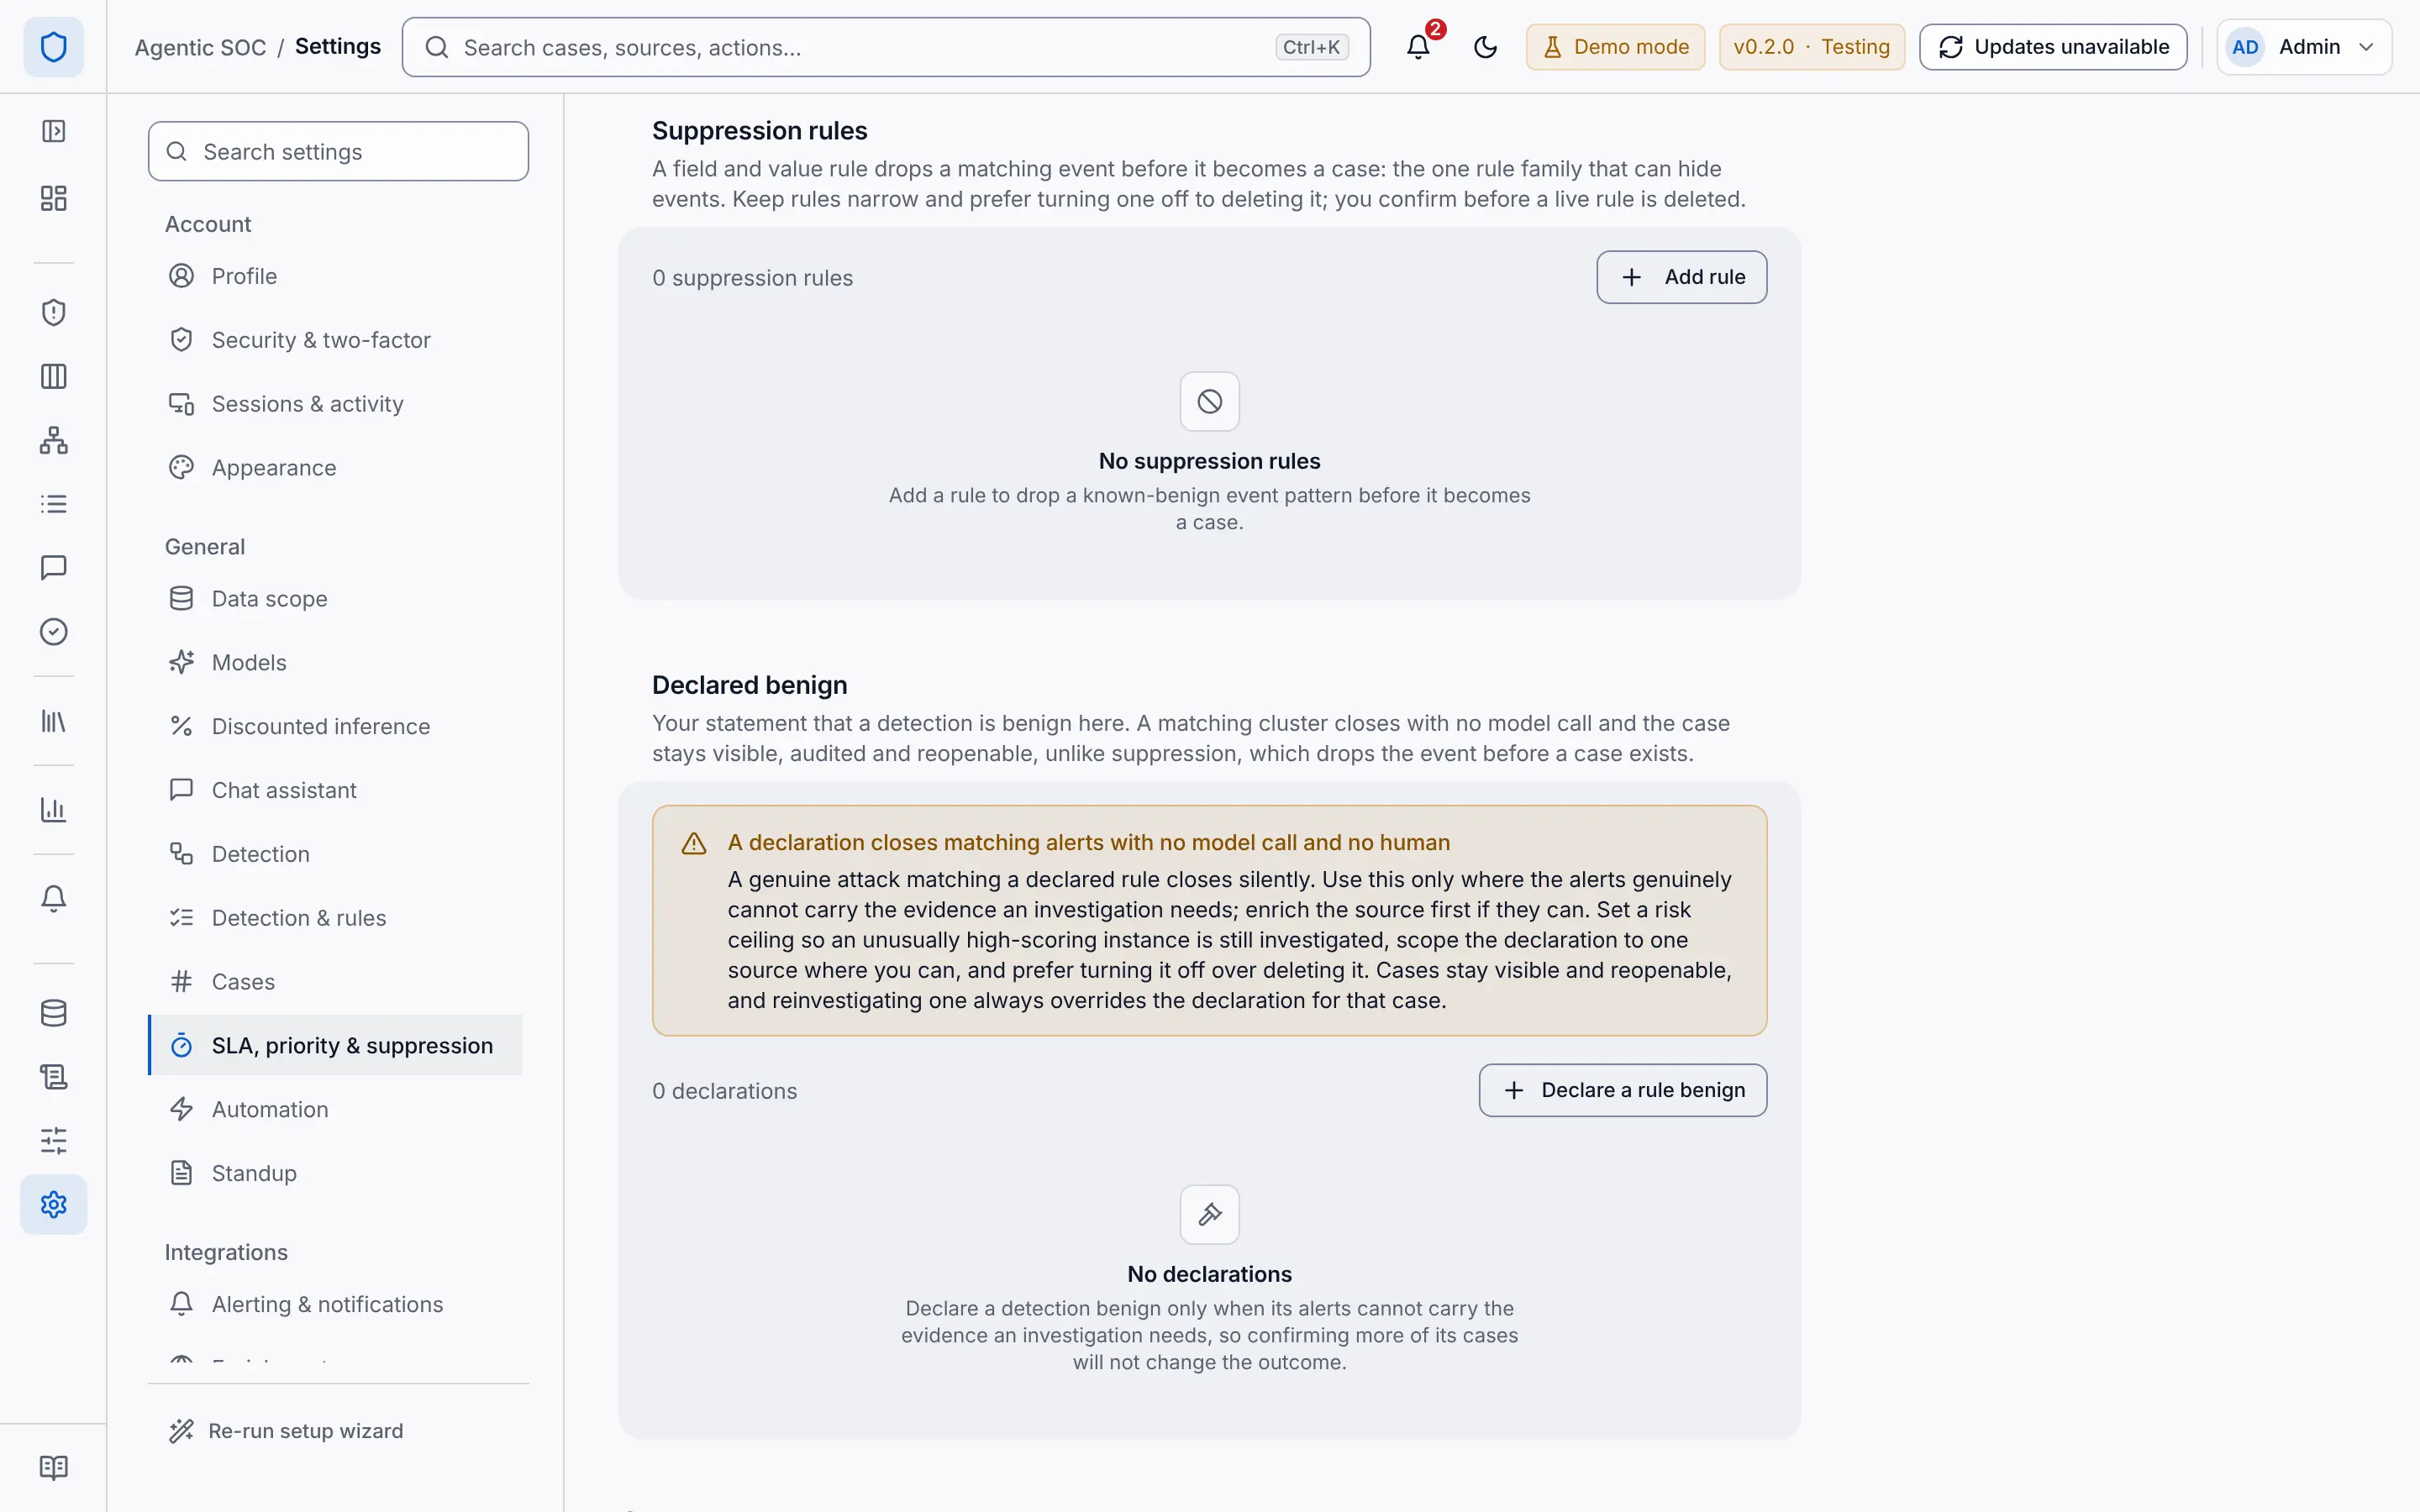 Agentic SOC / Settings
Search cases, sources, actions...
Ctrl+K
2
Demo mode
v0.2.0 · Testing
Updates unavailable
AD
Admin
Search settings
Account
Profile
Security & two-factor
Sessions & activity
Appearance
General
Data scope
Models
Discounted inference
Chat assistant
Detection
Detection & rules
Cases
SLA, priority & suppression
Automation
Standup
Integrations
Alerting & notifications
Re-run setup wizard
Suppression rules
A field and value rule drops a matching event before it becomes a case: the one rule family that can hide
events. Keep rules narrow and prefer turning one off to deleting it; you confirm before a live rule is deleted.
0 suppression rules
Add rule
No suppression rules
Add a rule to drop a known-benign event pattern before it becomes
a case.
Declared benign
Your statement that a detection is benign here. A matching cluster closes with no model call and the case
stays visible, audited and reopenable, unlike suppression, which drops the event before a case exists.
A declaration closes matching alerts with no model call and no human
A genuine attack matching a declared rule closes silently. Use this only where the alerts genuinely
cannot carry the evidence an investigation needs; enrich the source first if they can. Set a risk
ceiling so an unusually high-scoring instance is still investigated, scope the declaration to one
source where you can, and prefer turning it off over deleting it. Cases stay visible and reopenable,
and reinvestigating one always overrides the declaration for that case.
0 declarations
Declare a rule benign
No declarations
Declare a detection benign only when its alerts cannot carry the
evidence an investigation needs, so confirming more of its cases
will not change the outcome.